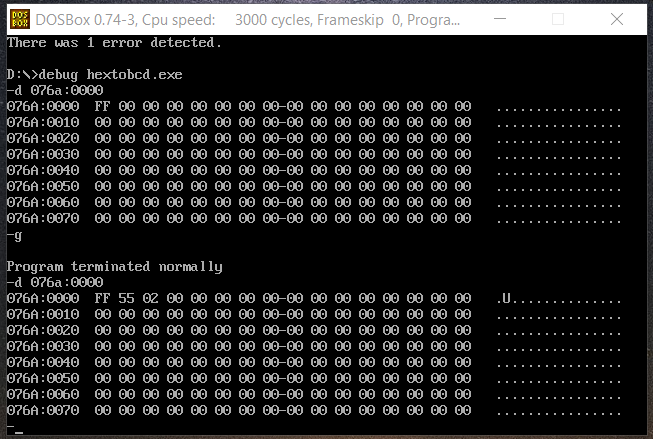 DOS BOX DOSBox 0.74-3, Cpu speed: 3000 cycles, Frameskip 0, Progra...
There was 1 error detected.
D:\>debug hextobcd.exe
-d 076a:0000
076A:0000 FF 00 00 00 00 00 00 00-00 00 00 00 00 00 00 00 ................
076A:0010 00 00 00 00 00 00 00 00-00 00 00 00 00 00 00 00 ................
076A:0020 00 00 00 00 00 00 00 00-00 00 00 00 00 00 00 00 ................
076A:0030 00 00 00 00 00 00 00 00-00 00 00 00 00 00 00 00 ................
076A:0040 00 00 00 00 00 00 00 00-00 00 00 00 00 00 00 00 ................
076A:0050 00 00 00 00 00 00 00 00-00 00 00 00 00 00 00 00 ................
076A:0060 00 00 00 00 00 00 00 00-00 00 00 00 00 00 00 00 ................
076A:0070 00 00 00 00 00 00 00 00-00 00 00 00 00 00 00 00 ................
-g
Program terminated normally
-d 076a:0000
076A:0000 FF 55 02 00 00 00 00 00-00 00 00 00 00 00 00 00 .U..............
076A:0010 00 00 00 00 00 00 00 00-00 00 00 00 00 00 00 00 ................
076A:0020 00 00 00 00 00 00 00 00-00 00 00 00 00 00 00 00 ................
076A:0030 00 00 00 00 00 00 00 00-00 00 00 00 00 00 00 00 ................
076A:0040 00 00 00 00 00 00 00 00-00 00 00 00 00 00 00 00 ................
076A:0050 00 00 00 00 00 00 00 00-00 00 00 00 00 00 00 00 ................
076A:0060 00 00 00 00 00 00 00 00-00 00 00 00 00 00 00 00 ................
076A:0070 00 00 00 00 00 00 00 00-00 00 00 00 00 00 00 00 ................
-_